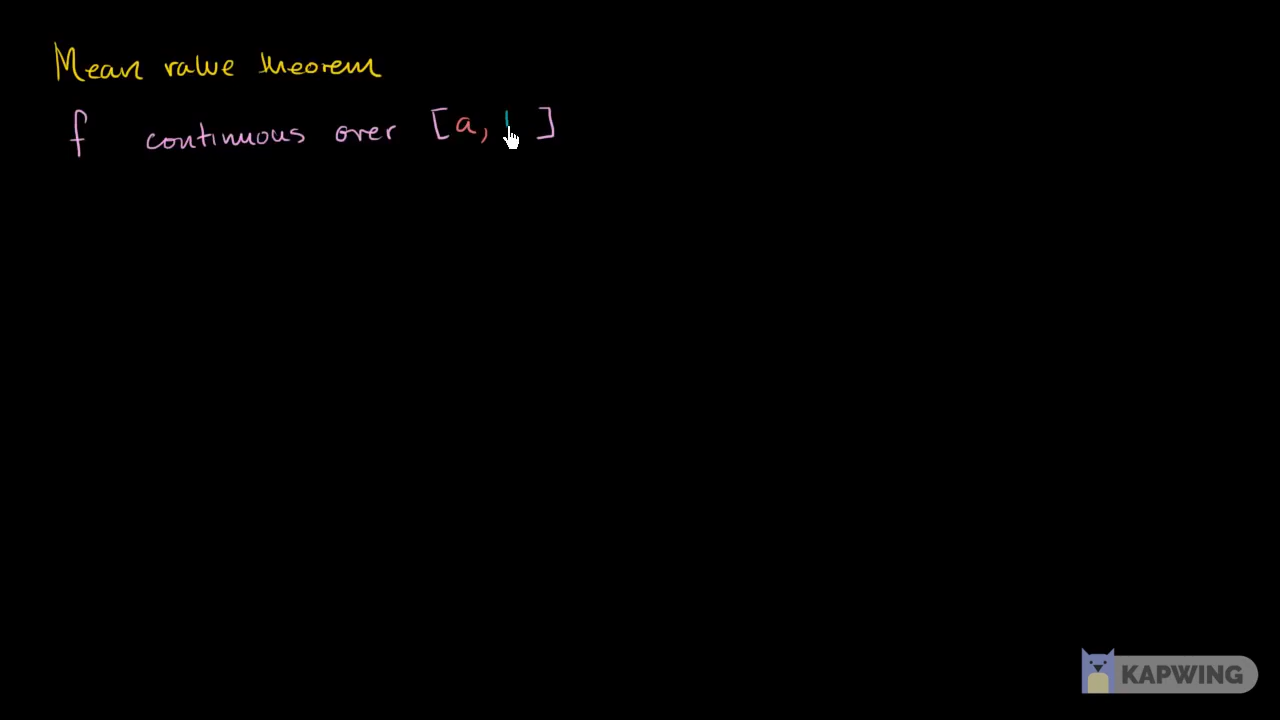 Mean value theorem
f continuous over [a, ]
KAPWING